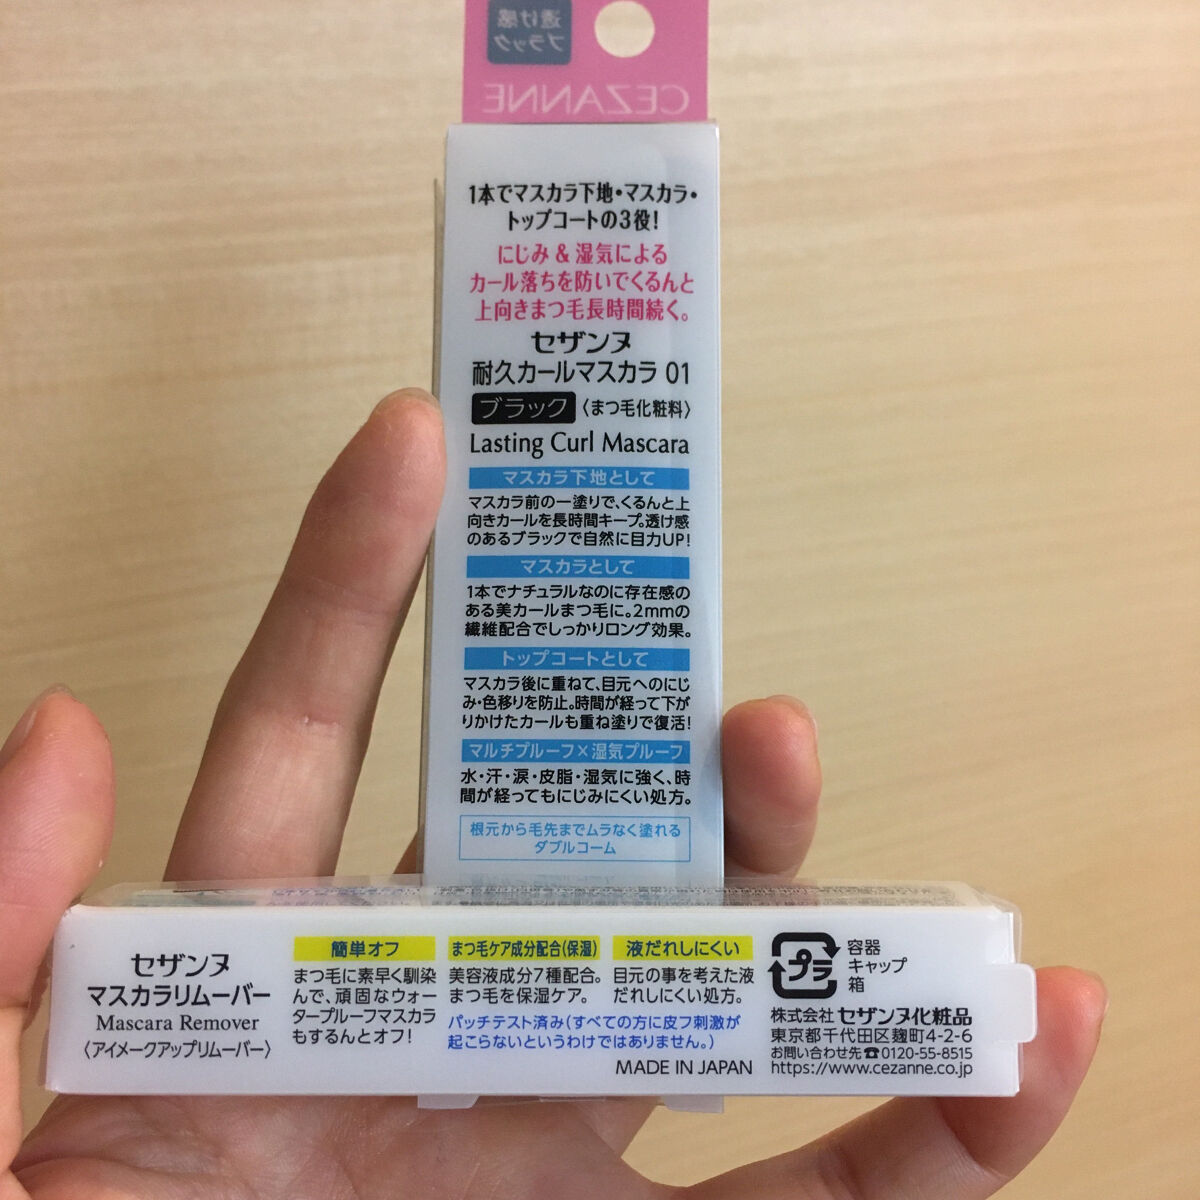 透け感
ブラック
CEZANNE
1本でマスカラ下地・マスカラ・
トップコートの3役!
にじみ & 湿気による
カール落ちを防いでくるんと
上向きまつ毛長時間続く。
セザンヌ
耐久カールマスカラ 01
ブラック 〈まつ毛化粧料〉
Lasting Curl Mascara
マスカラ下地として
マスカラ前の一塗りで、くるんと上
向きカールを長時間キープ。透け感
のあるブラックで自然に目力UP!
マスカラとして
1本でナチュラルなのに存在感の
ある美カールまつ毛に。2mmの
繊維配合でしっかりロング効果。
トップコートとして
マスカラ後に重ねて、目元へのにじ
み・色移りを防止。時間が経って下が
りかけたカールも重ね塗りで復活!
マルチプルーフ×湿気プルーフ
水・汗・涙・皮脂・湿気に強く、時
間が経ってもにじみにくい処方。
根元から毛先までムラなく塗れる
ダブルコーム
セザンヌ
マスカラリムーバー
Mascara Remover
〈アイメークアップリムーバー〉
簡単オフ
まつ毛に素早く馴染
んで、頑固なウォー
タープルーフマスカラ
もするんとオフ!
まつ毛ケア成分配合(保湿)
美容液成分7種配合。
まつ毛を保湿ケア。
液だれしにくい
目元の事を考えた液
だれしにくい処方。
パッチテスト済み(すべての方に皮フ刺激が
起こらないというわけではありません。)
MADE IN JAPAN
プラ
容器
キャップ
箱
株式会社 セザンヌ化粧品
東京都千代田区麹町4-2-6
お問い合わせ先☎0120-55-8515
https://www.cezanne.co.jp